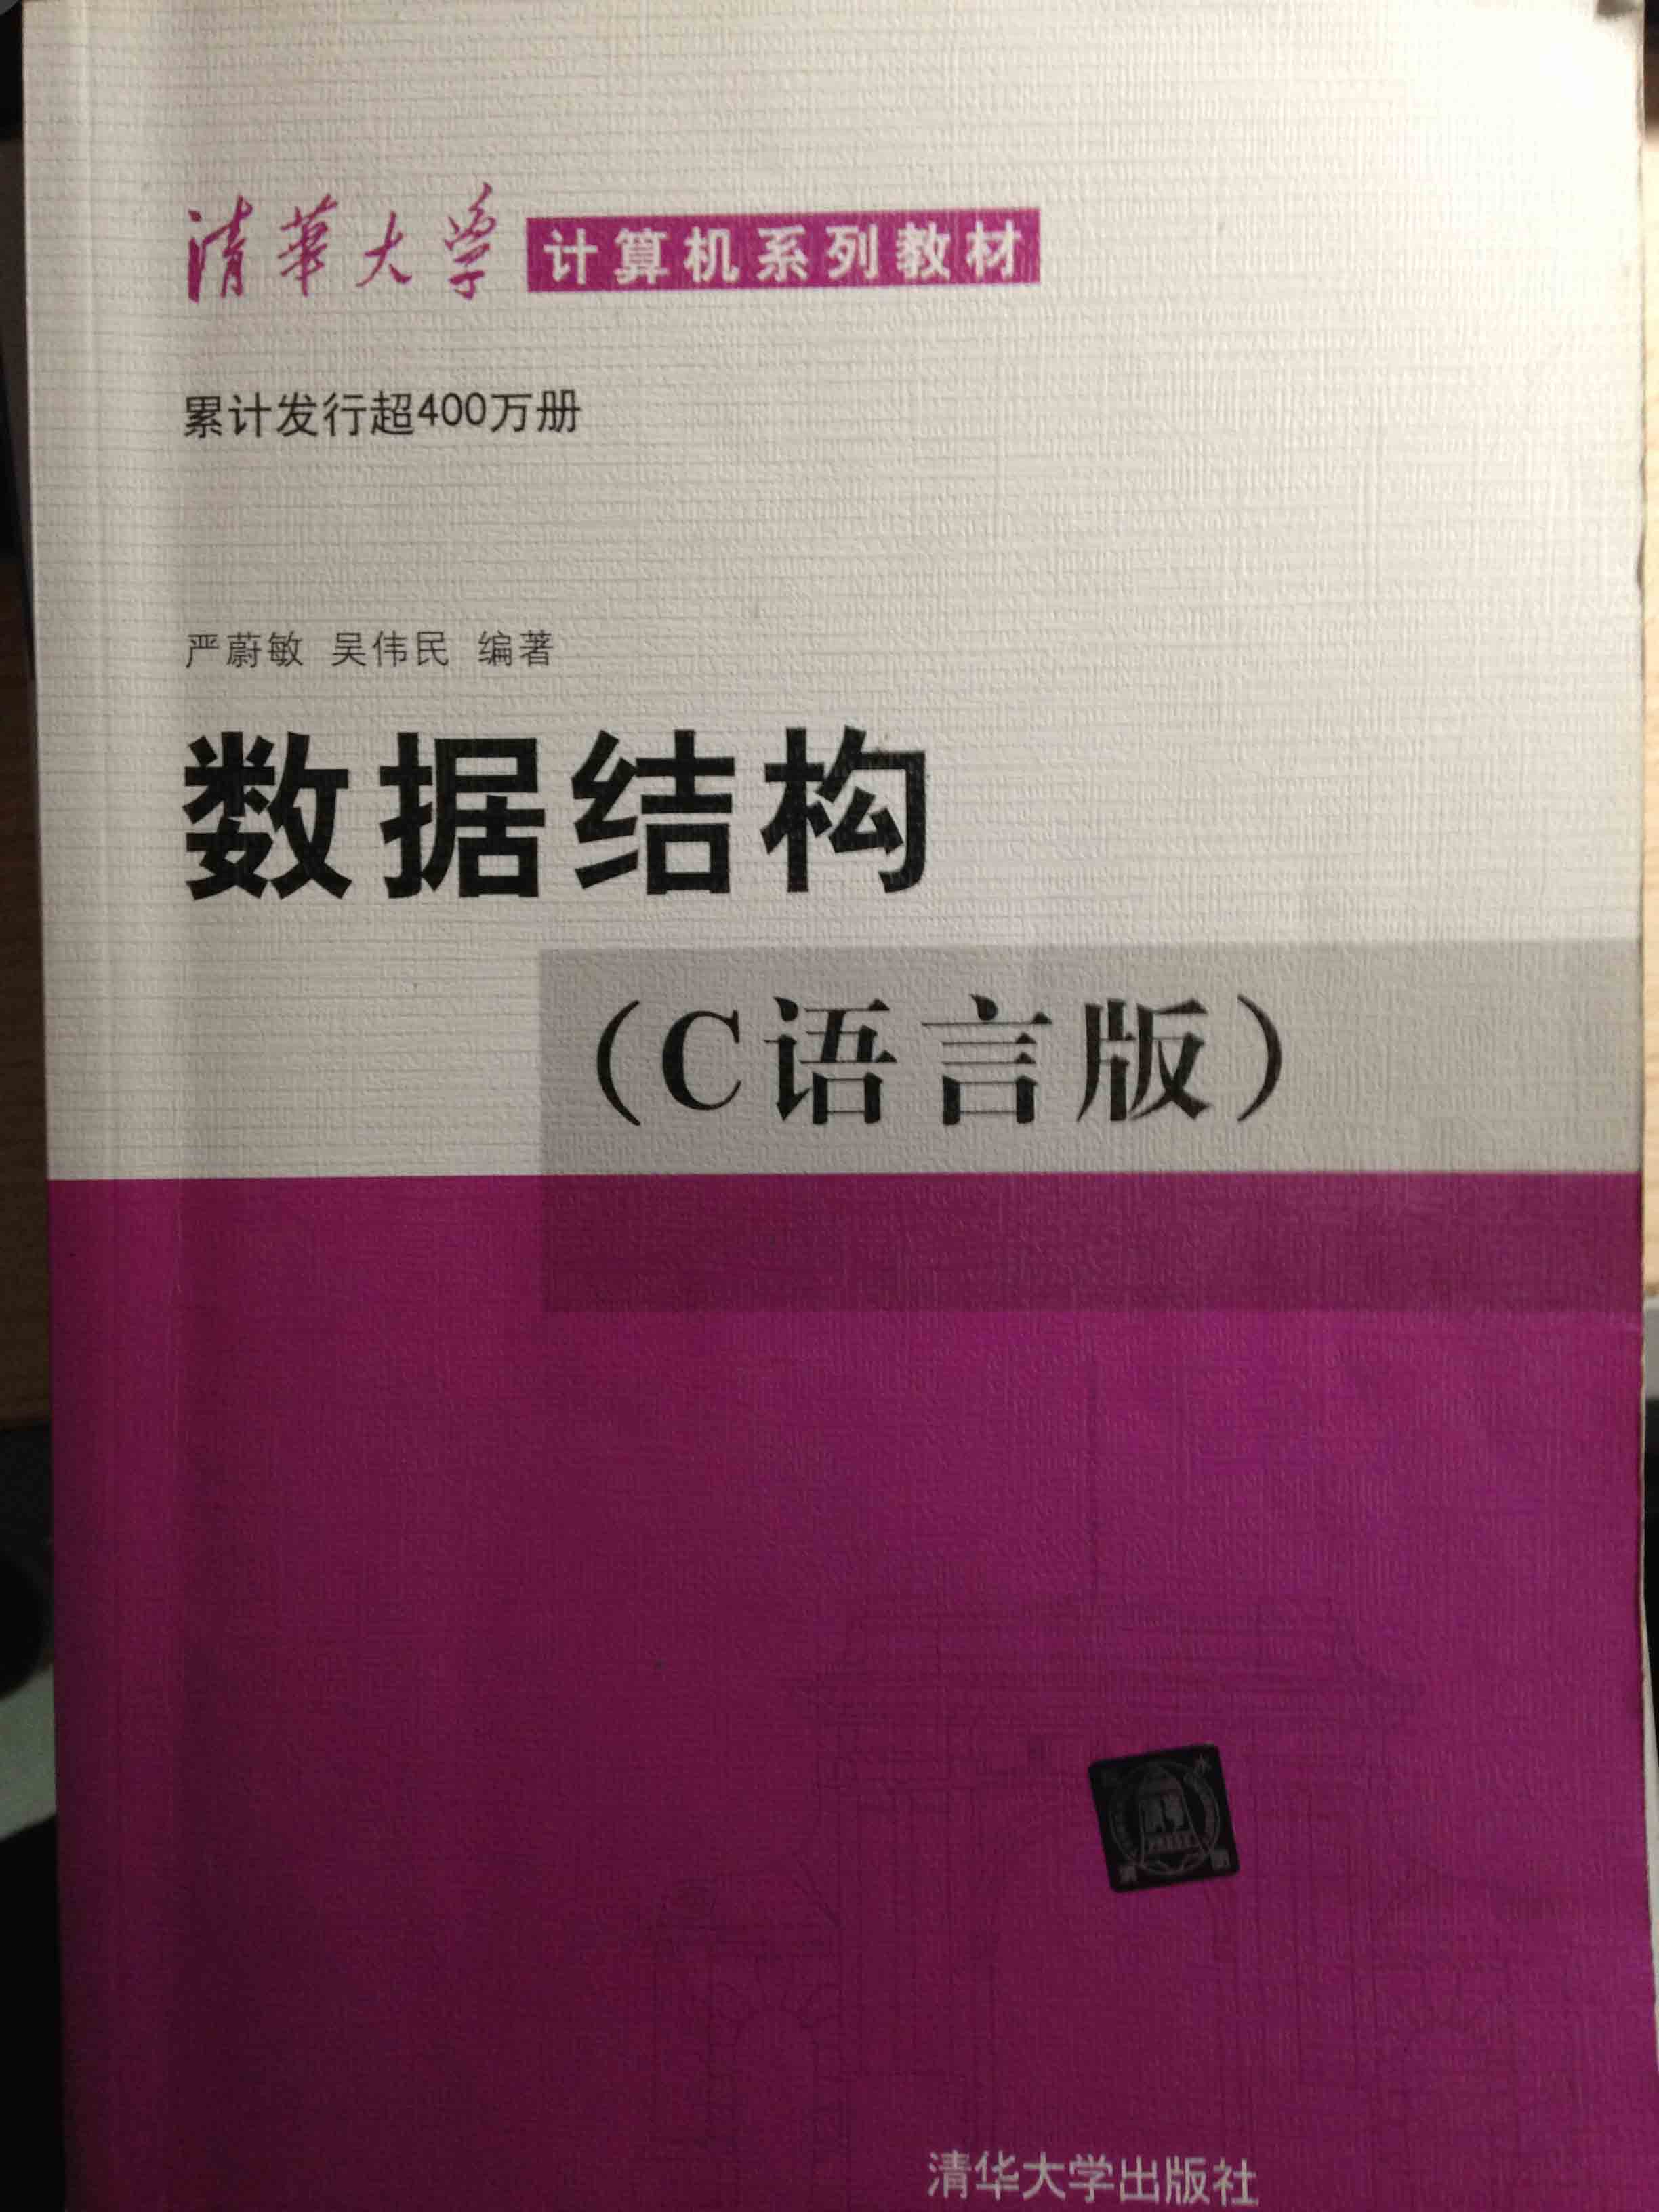 清華大学 计算机系列教材
累计发行超400万册
严蔚敏 吴伟民 编著
数据结构
(C语言版)
清华大学出版社